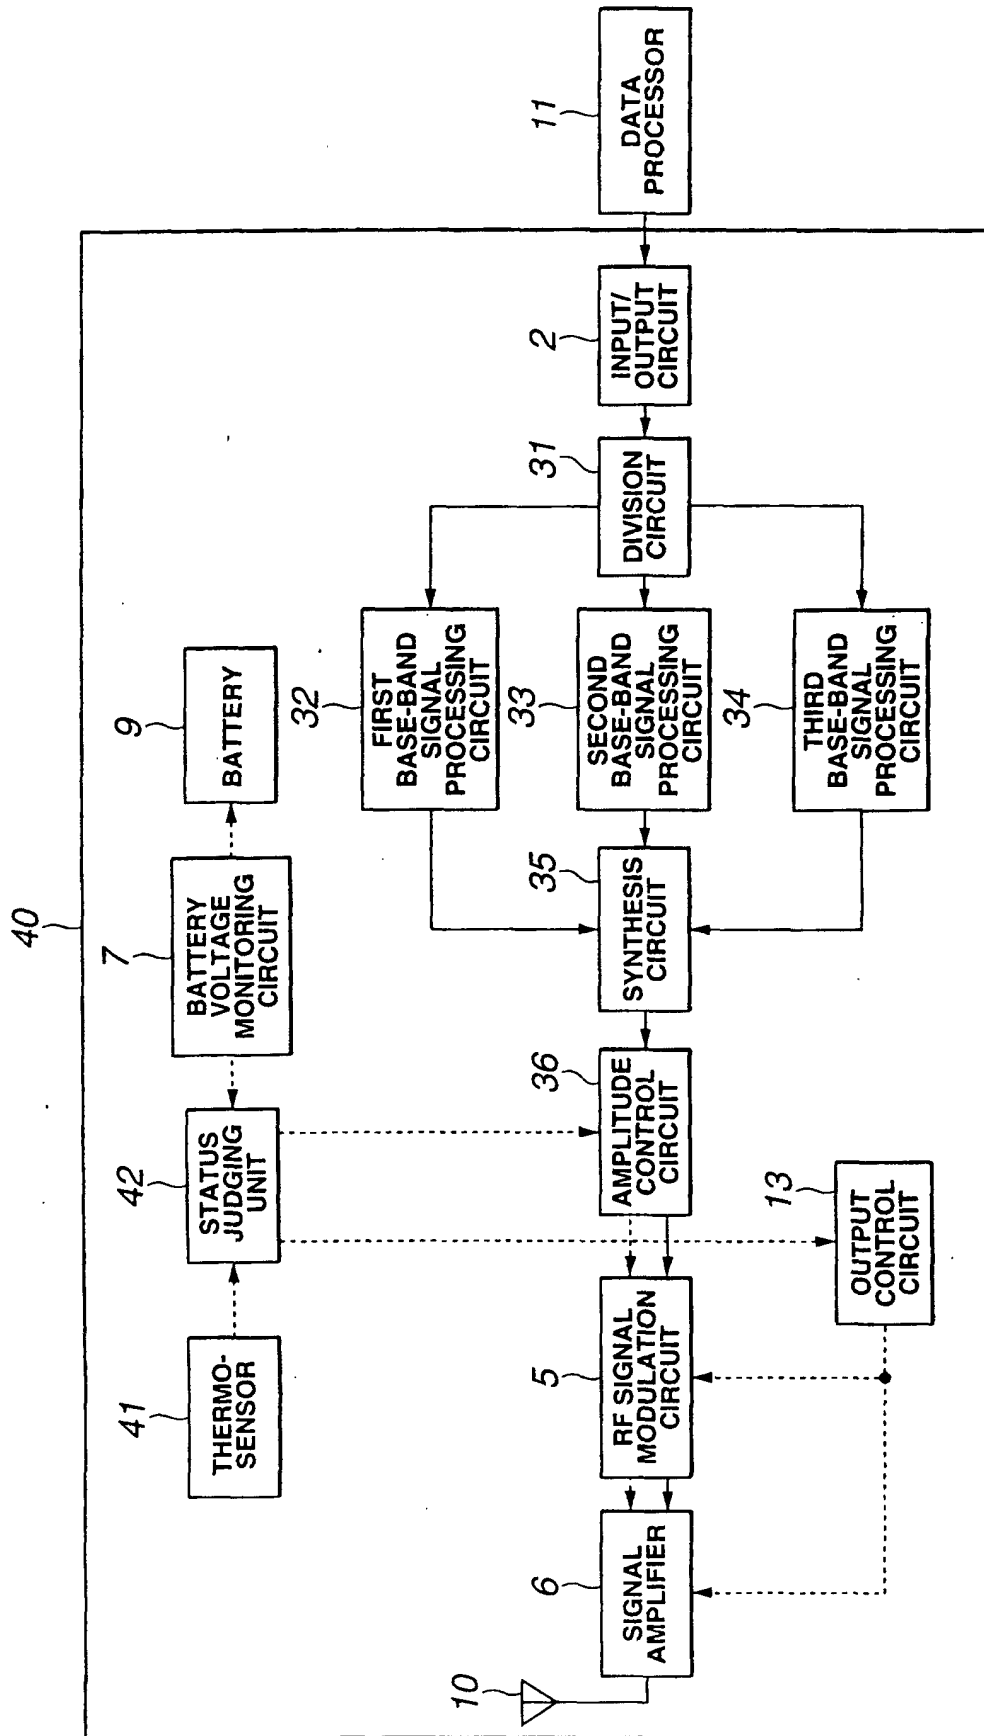 40
41
THERMO-
SENSOR
42
STATUS
JUDGING
UNIT
7
BATTERY
VOLTAGE
MONITORING
CIRCUIT
9
BATTERY
32
FIRST
BASE-BAND
SIGNAL
PROCESSING
CIRCUIT
10
6
SIGNAL
AMPLIFIER
5
RF SIGNAL
MODULATION
CIRCUIT
36
AMPLITUDE
CONTROL
CIRCUIT
35
SYNTHESIS
CIRCUIT
33
SECOND
BASE-BAND
SIGNAL
PROCESSING
CIRCUIT
31
DIVISION
CIRCUIT
2
INPUT/
OUTPUT
CIRCUIT
11
DATA
PROCESSOR
13
OUTPUT
CONTROL
CIRCUIT
34
THIRD
BASE-BAND
SIGNAL
PROCESSING
CIRCUIT